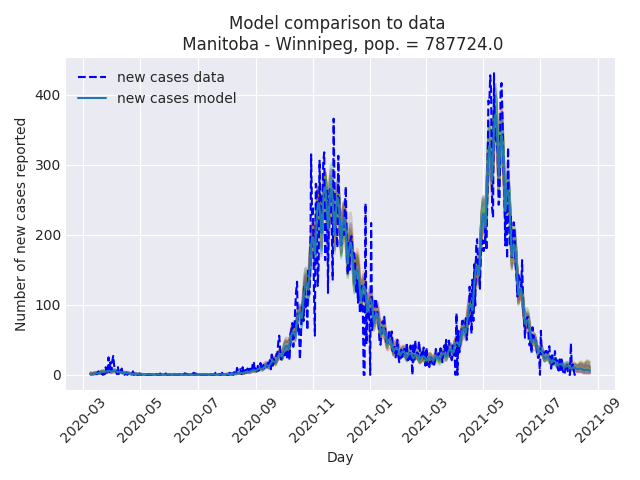 Model comparison to data
Manitoba - Winnipeg, pop. = 787724.0
new cases data
new cases model
Number of new cases reported
400
300
200
100
0
2020-03
2020-05
2020-07
2020-09
2020-11
2021-01
2021-03
2021-05
2021-07
2021-09
Day